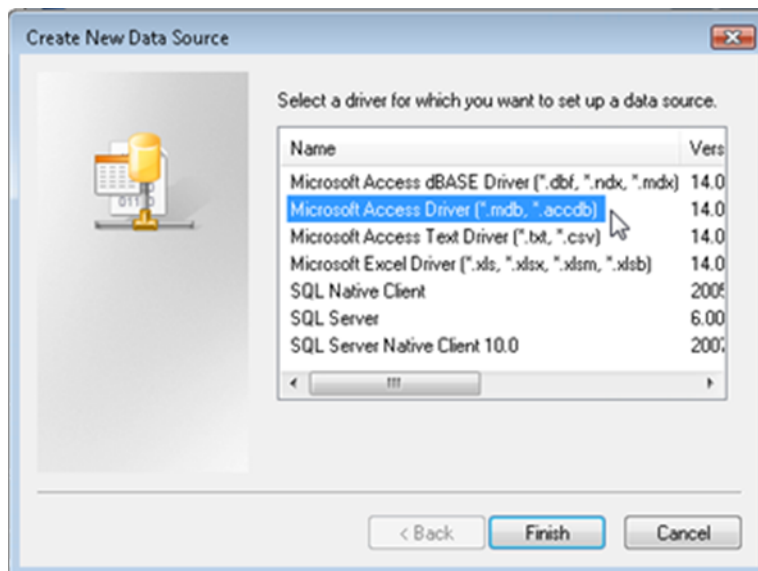 Create New Data Source
Select a driver for which you want to set up a data source.
Name Vers
Microsoft Access dBASE Driver (*.dbf, *.ndx, *.mdx) 14.0
Microsoft Access Driver (*.mdb, *.accdb) 14.0
Microsoft Access Text Driver (*.txt, *.csv) 14.0
Microsoft Excel Driver (*.xls, *.xlsx, *.xlsm, *.xlsb) 14.0
SQL Native Client 2005
SQL Server 6.00
SQL Server Native Client 10.0 2007
< Back Finish Cancel